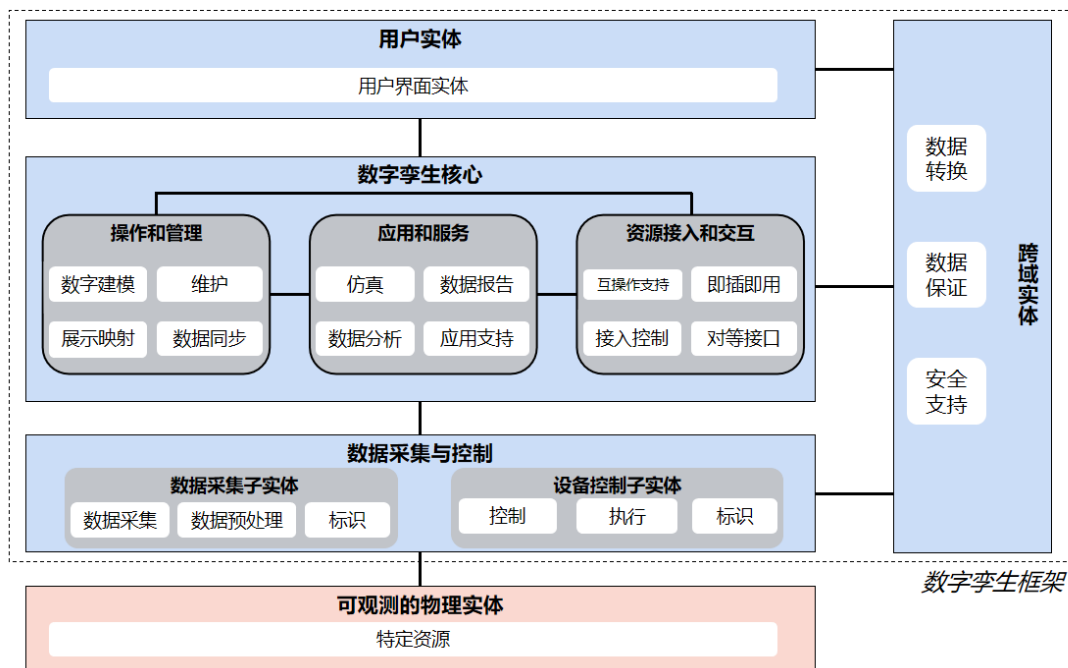 用户实体
用户界面实体
数字孪生核心
操作和管理
数字建模
维护
展示映射
数据同步
应用和服务
仿真
数据报告
数据分析
应用支持
资源接入和交互
互操作支持
即插即用
接入控制
对等接口
数据采集与控制
数据采集子实体
数据采集
数据预处理
标识
设备控制子实体
控制
执行
标识
数据
转换
数据
保证
安全
支持
跨域实体
数字孪生框架
可观测的物理实体
特定资源